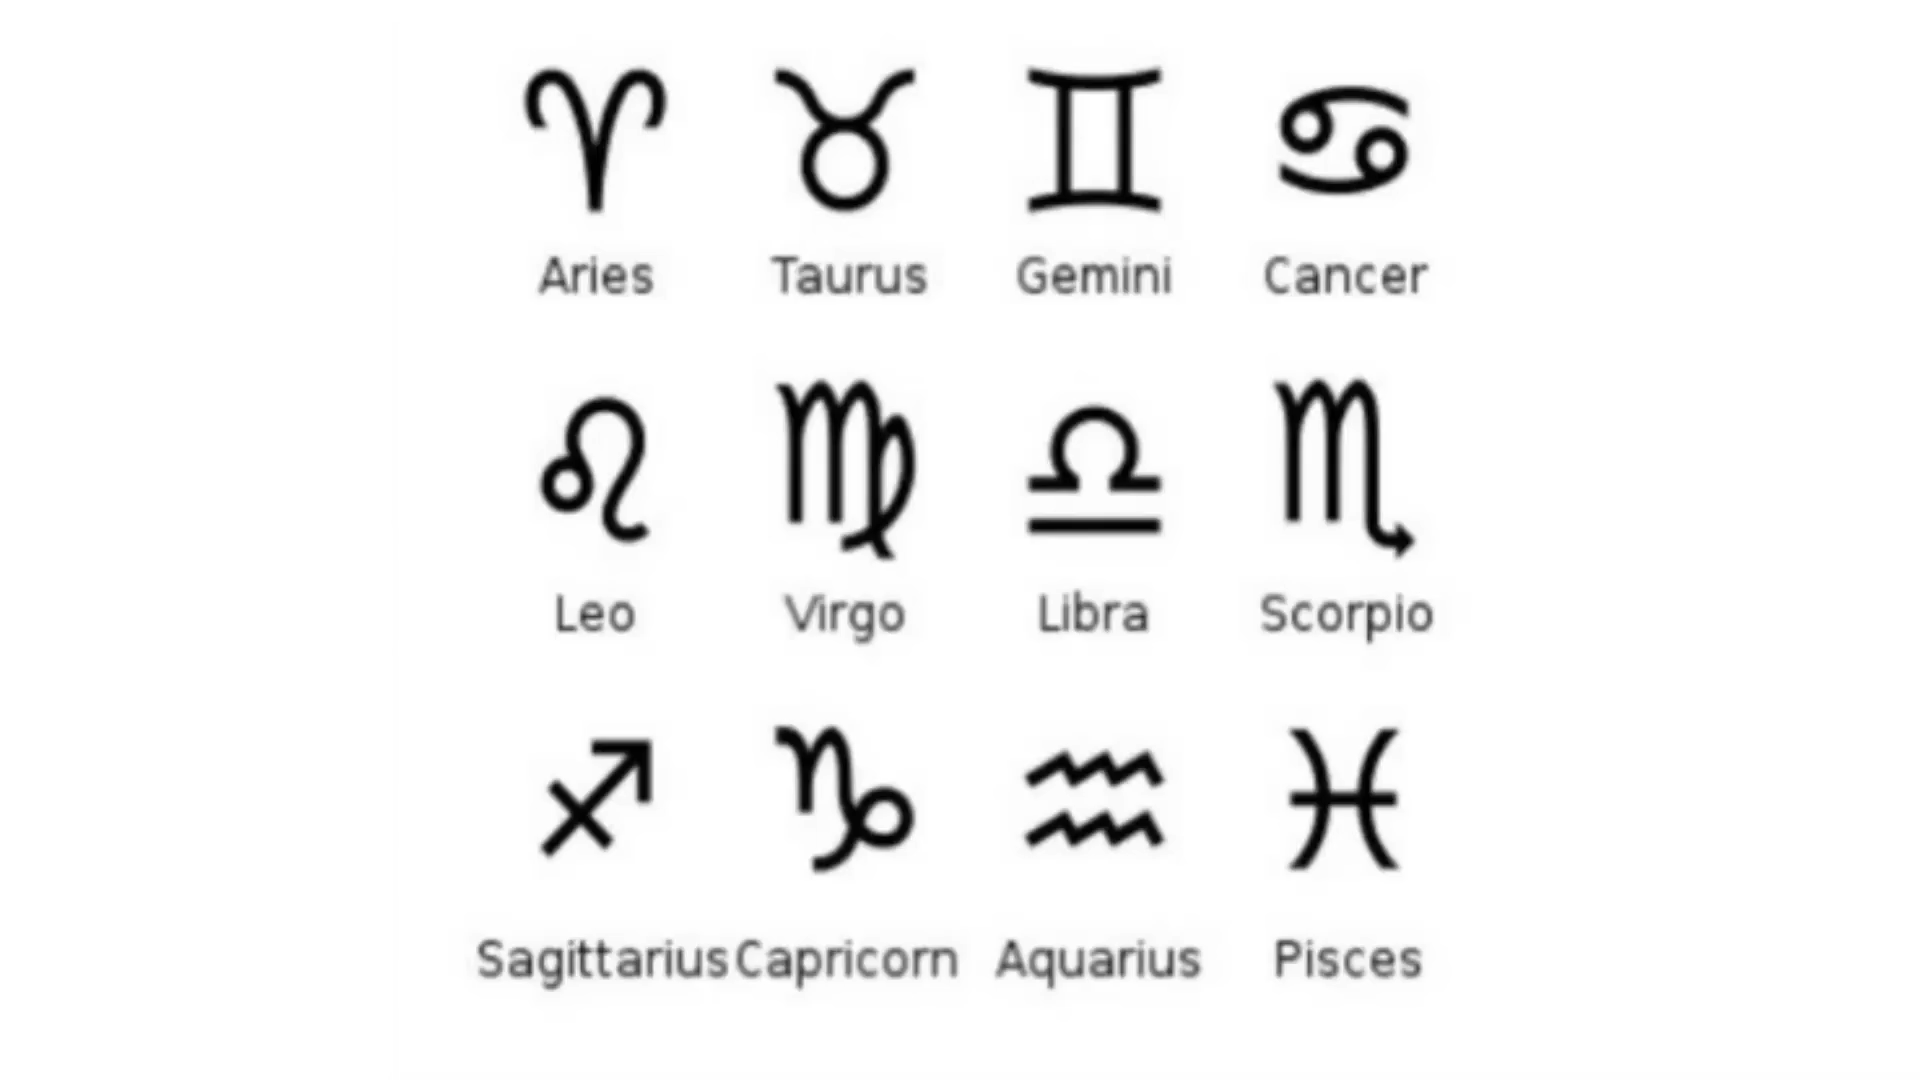 Aries Taurus Gemini Cancer
Leo Virgo Libra Scorpio
Sagittarius Capricorn Aquarius Pisces